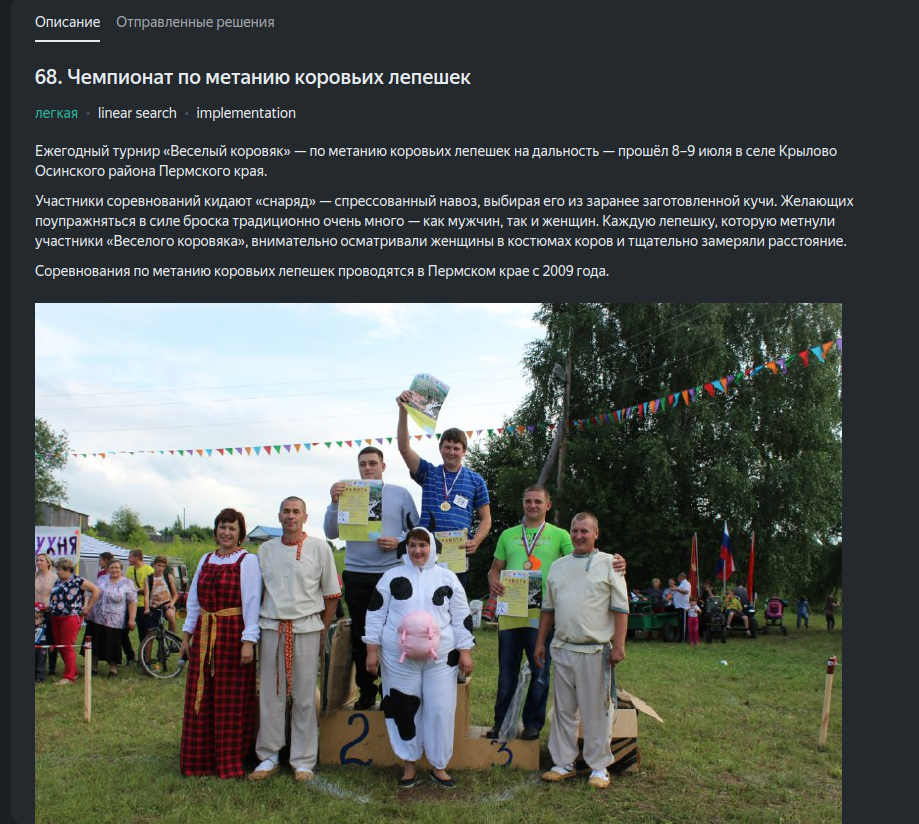 Описание Отправленные решения
68. Чемпионат по метанию коровьих лепешек
легкая · linear search · implementation
Ежегодный турнир «Веселый коровяк» — по метанию коровьих лепешек на дальность — прошёл 8–9 июля в селе Крылово
Осинского района Пермского края.
Участники соревнований кидают «снаряд» — спрессованный навоз, выбирая его из заранее заготовленной кучи. Желающих
поупражняться в силе броска традиционно очень много — как мужчин, так и женщин. Каждую лепешку, которую метнули
участники «Веселого коровяка», внимательно осматривали женщины в костюмах коров и тщательно замеряли расстояние.
Соревнования по метанию коровьих лепешек проводятся в Пермском крае с 2009 года.
ГРАМОТА
2
3